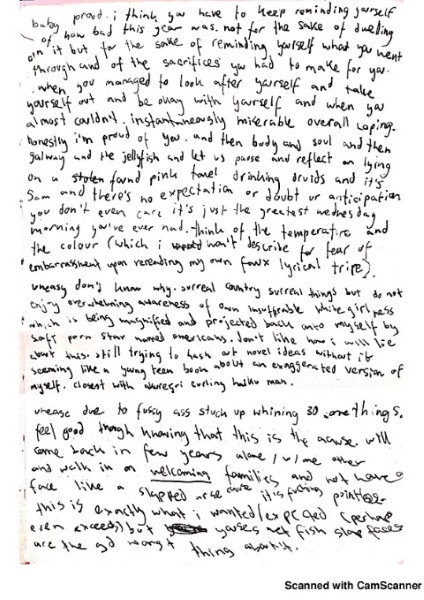 baby proud. i think you have to keep reminding yourself
of how bad this year was. not for the sake of dwelling
on it but for the sake of reminding yourself what you went
through and of the sacrifices you had to make for you.
when you managed to look after yourself and take
yourself out and be okay with yourself and when you
almost couldn't. instantaneously miserable overall coping.
honestly i'm proud of you. and then body and soul and then
galway and the jellyfish and let us pause and reflect on lying
on a stolen found pink towel drinking druids and it's
5am and there's no expectation or doubt or anticipation
you don't even care it's just the greatest wednesday
morning you've ever had. think of the temperature and
the colour (which i won't describe for fear of
embarrassment upon rereading my own faux lyrical tripe).
uneasy don't know why. surreal country surreal things but do not
enjoy overwhelming awareness of own insufferable white girl ness
which is being magnified and projected back onto myself by
soft porn star named americans. don't like how i will lie
about this. still trying to hash out novel ideas without it
seeming like a young teen book about an exaggerated version of
myself. closest with curling haiku man.
unease due to fussy ass stuck up whining 30 somethings.
feel good though knowing that this is the cause. will
come back in few years alone / w / me other
and walk in on welcoming families and not have a
face like a slapped arse cuse it is fucking pointless.
this is exactly what i wanted/expected (perhaps
even exceeds) but wet fish slap faces
are the thing about it.
Scanned with CamScanner